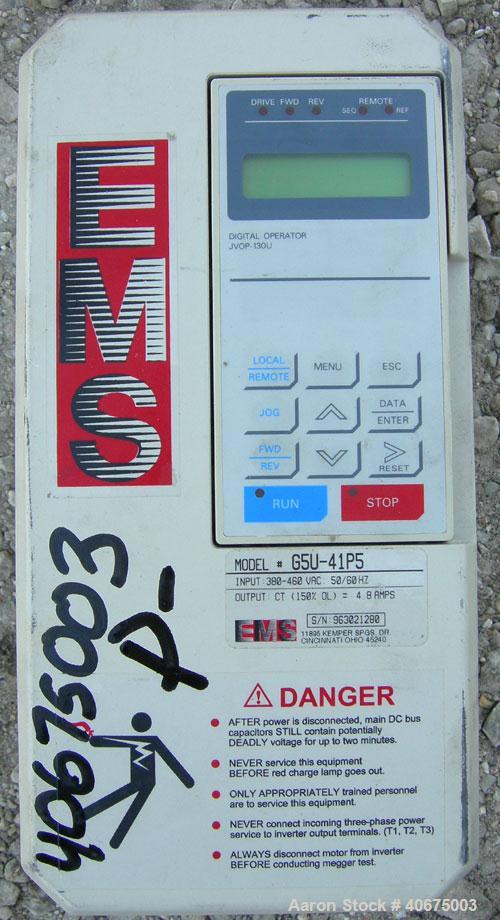 DRIVE FWD REV REMOTE
SEQ REF
DIGITAL OPERATOR
JVOP-130U
LOCAL
REMOTE
MENU
ESC
JOG
DATA
ENTER
FWD
REV
RESET
RUN
STOP
EMS
MODEL # G5U-41P5
INPUT: 380-460 VAC: 50/60 HZ
OUTPUT: CT (150% OL) = 4.8 AMPS
EMS
S/N: 963021280
11895 KEMPER SPGS. DR.
CINCINNATI OHIO 45240
40675003
D-
DANGER
AFTER power is disconnected, main DC bus
capacitors STILL contain potentially
DEADLY voltage for up to two minutes.
NEVER service this equipment
BEFORE red charge lamp goes out.
ONLY APPROPRIATELY trained personnel
are to service this equipment.
NEVER connect incoming three-phase power
service to inverter output terminals. (T1, T2, T3)
ALWAYS disconnect motor from inverter
BEFORE conducting megger test.
Aaron Stock # 40675003